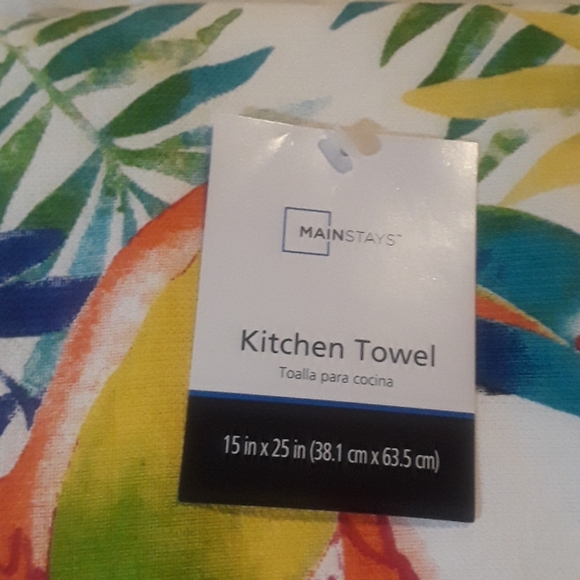 MAINSTAYS™
Kitchen Towel
Toalla para cocina
15 in x 25 in (38.1 cm x 63.5 cm)